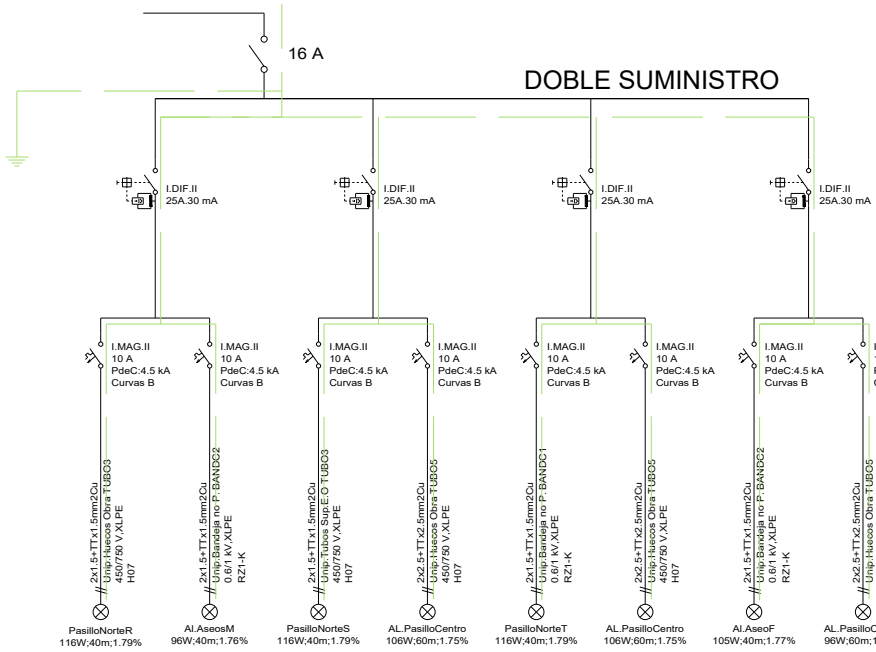 16 A
DOBLE SUMINISTRO
I.DIF.II
25A.30 mA
I.DIF.II
25A.30 mA
I.DIF.II
25A.30 mA
I.DIF.II
25A.30 mA
I.MAG.II
10 A
PdeC:4.5 kA
Curvas B
I.MAG.II
10 A
PdeC:4.5 kA
Curvas B
I.MAG.II
10 A
PdeC:4.5 kA
Curvas B
I.MAG.II
10 A
PdeC:4.5 kA
Curvas B
I.MAG.II
10 A
PdeC:4.5 kA
Curvas B
I.MAG.II
10 A
PdeC:4.5 kA
Curvas B
I.MAG.II
10 A
PdeC:4.5 kA
Curvas B
2x1.5+TTx1.5mm2Cu
Unip.Huecos Obra TUBO3
450/750 V,XLPE
H07
2x1.5+TTx1.5mm2Cu
Unip.Bandeja no P. BANDC2
0.6/1 kV,XLPE
RZ1-K
2x1.5+TTx1.5mm2Cu
Unip.Tubos Sup.E.O TUBO3
450/750 V,XLPE
H07
2x2.5+TTx2.5mm2Cu
Unip.Huecos Obra TUBO5
450/750 V,XLPE
H07
2x1.5+TTx1.5mm2Cu
Unip.Bandeja no P. BANDC1
0.6/1 kV,XLPE
RZ1-K
2x2.5+TTx2.5mm2Cu
Unip.Huecos Obra TUBO5
450/750 V,XLPE
H07
2x1.5+TTx1.5mm2Cu
Unip.Bandeja no P. BANDC2
0.6/1 kV,XLPE
RZ1-K
2x2.5+TTx2.5mm2Cu
Unip.Huecos Obra TUBO5
450/750 V,XLPE
H07
PasilloNorteR
116W;40m;1.79%
Al.AseosM
96W;40m;1.76%
PasilloNorteS
116W;40m;1.79%
AL.PasilloCentro
106W;60m;1.75%
PasilloNorteT
116W;40m;1.79%
AL.PasilloCentro
106W;60m;1.75%
Al.AseoF
105W;40m;1.77%
AL.PasilloC
96W;60m;1